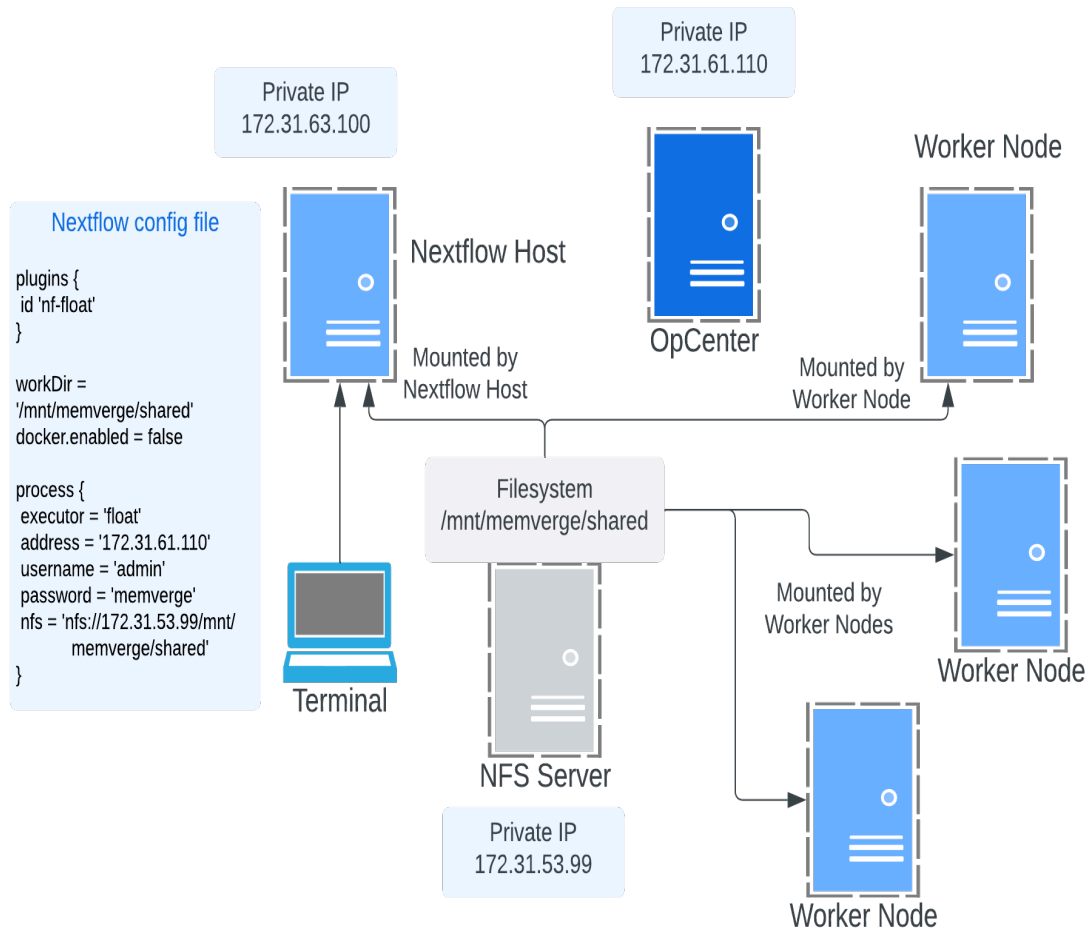 Private IP
172.31.61.110
Private IP
172.31.63.100
Worker Node
Nextflow config file
plugins {
id 'nf-float'
}
workDir =
'/mnt/memverge/shared'
docker.enabled = false
process {
executor = 'float'
address = '172.31.61.110'
username = 'admin'
password = 'memverge'
nfs = 'nfs://172.31.53.99/mnt/
memverge/shared'
}
Nextflow Host
OpCenter
Mounted by
Nextflow Host
Mounted by
Worker Node
Filesystem
/mnt/memverge/shared
Mounted by
Worker Nodes
Worker Node
Terminal
NFS Server
Private IP
172.31.53.99
Worker Node